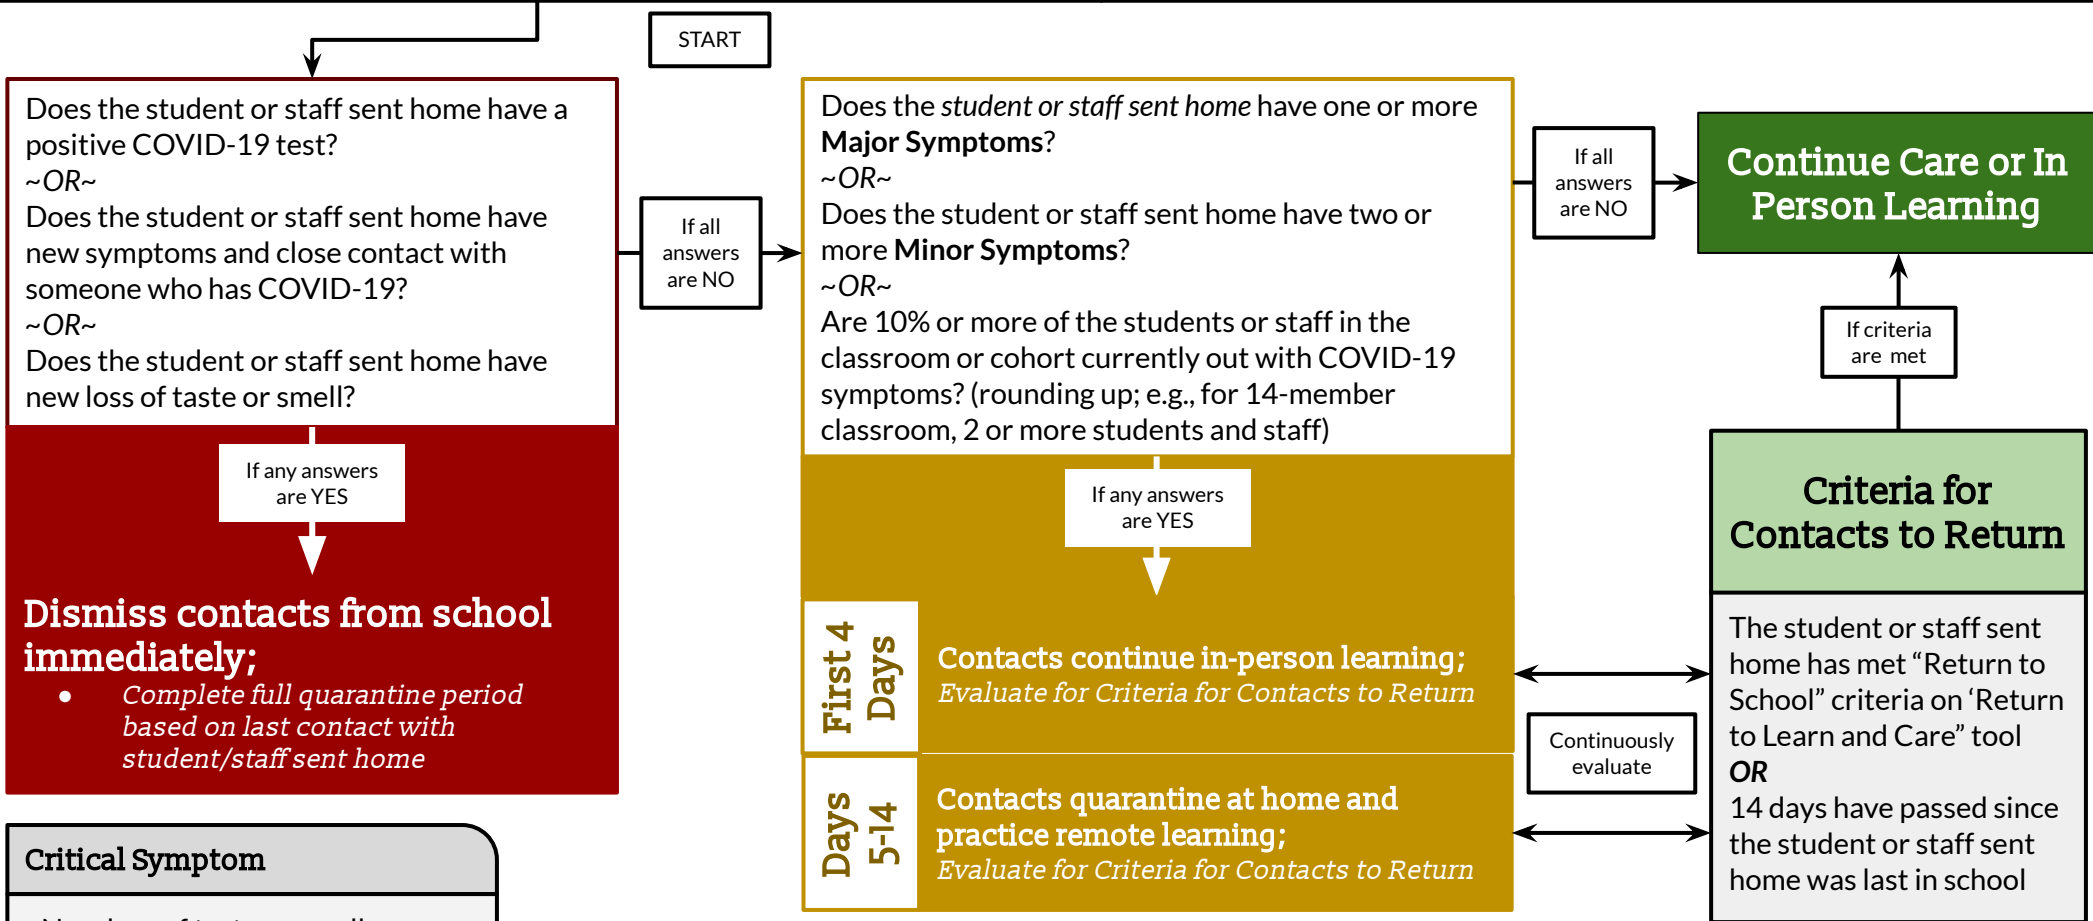 START
Does the student or staff sent home have a
positive COVID-19 test?
~OR~
Does the student or staff sent home have
new symptoms and close contact with
someone who has COVID-19?
~OR~
Does the student or staff sent home have
new loss of taste or smell?
If any answers
are YES
Dismiss contacts from school
immediately;
● Complete full quarantine period
based on last contact with
student/staff sent home
If all
answers
are NO
Does the student or staff sent home have one or more
Major Symptoms?
~OR~
Does the student or staff sent home have two or
more Minor Symptoms?
~OR~
Are 10% or more of the students or staff in the
classroom or cohort currently out with COVID-19
symptoms? (rounding up; e.g., for 14-member
classroom, 2 or more students and staff)
If any answers
are YES
First 4
Days
Contacts continue in-person learning;
Evaluate for Criteria for Contacts to Return
Days
5-14
Contacts quarantine at home and
practice remote learning;
Evaluate for Criteria for Contacts to Return
If all
answers
are NO
Continue Care or In
Person Learning
If criteria
are met
Criteria for
Contacts to Return
The student or staff sent
home has met “Return to
School” criteria on ‘Return
to Learn and Care” tool
OR
14 days have passed since
the student or staff sent
home was last in school
Continuously
evaluate
Critical Symptom